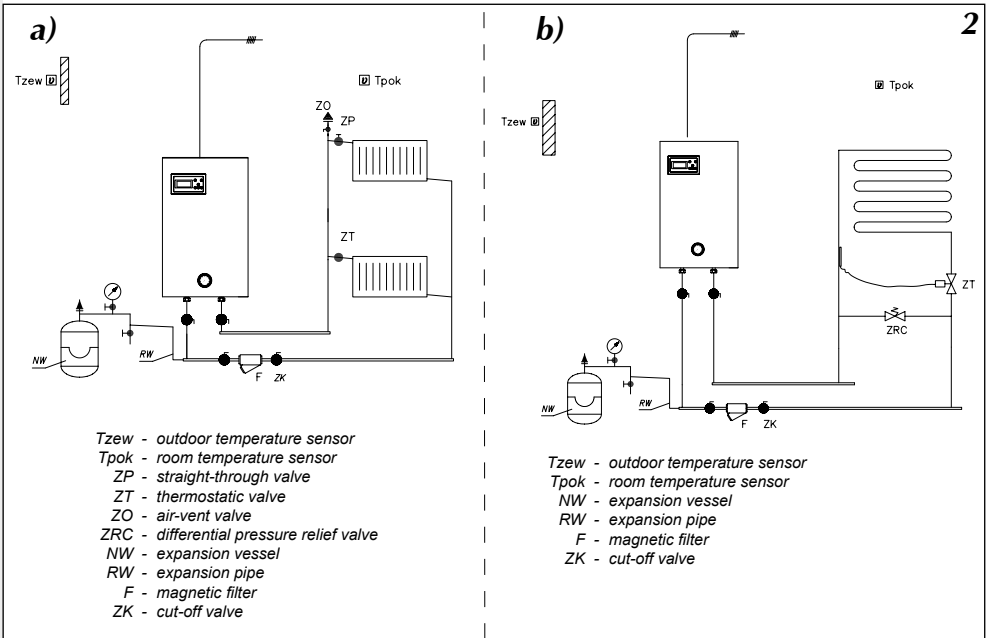 a)
Tzew
Tpok
ZO
ZP
ZT
NW
RW
F ZK
Tzew - outdoor temperature sensor
Tpok - room temperature sensor
ZP - straight-through valve
ZT - thermostatic valve
ZO - air-vent valve
ZRC - differential pressure relief valve
NW - expansion vessel
RW - expansion pipe
F - magnetic filter
ZK - cut-off valve
b)
2
Tpok
Tzew
ZT
ZRC
NW
RW
F ZK
Tzew - outdoor temperature sensor
Tpok - room temperature sensor
NW - expansion vessel
RW - expansion pipe
F - magnetic filter
ZK - cut-off valve